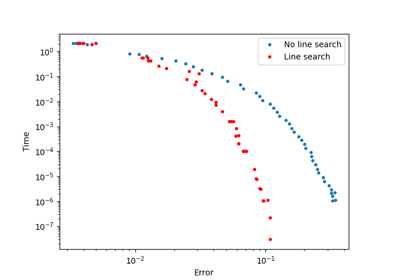 No line search
Line search
10⁰
10⁻¹
10⁻²
10⁻³
10⁻⁴
10⁻⁵
10⁻⁶
10⁻⁷
Time
10⁻² 10⁻¹
Error